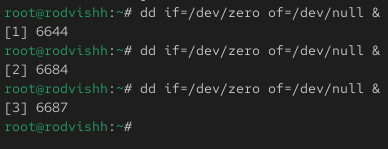 root@rodvishh:~# dd if=/dev/zero of=/dev/null &
[1] 6644
root@rodvishh:~# dd if=/dev/zero of=/dev/null &
[2] 6684
root@rodvishh:~# dd if=/dev/zero of=/dev/null &
[3] 6687
root@rodvishh:~#